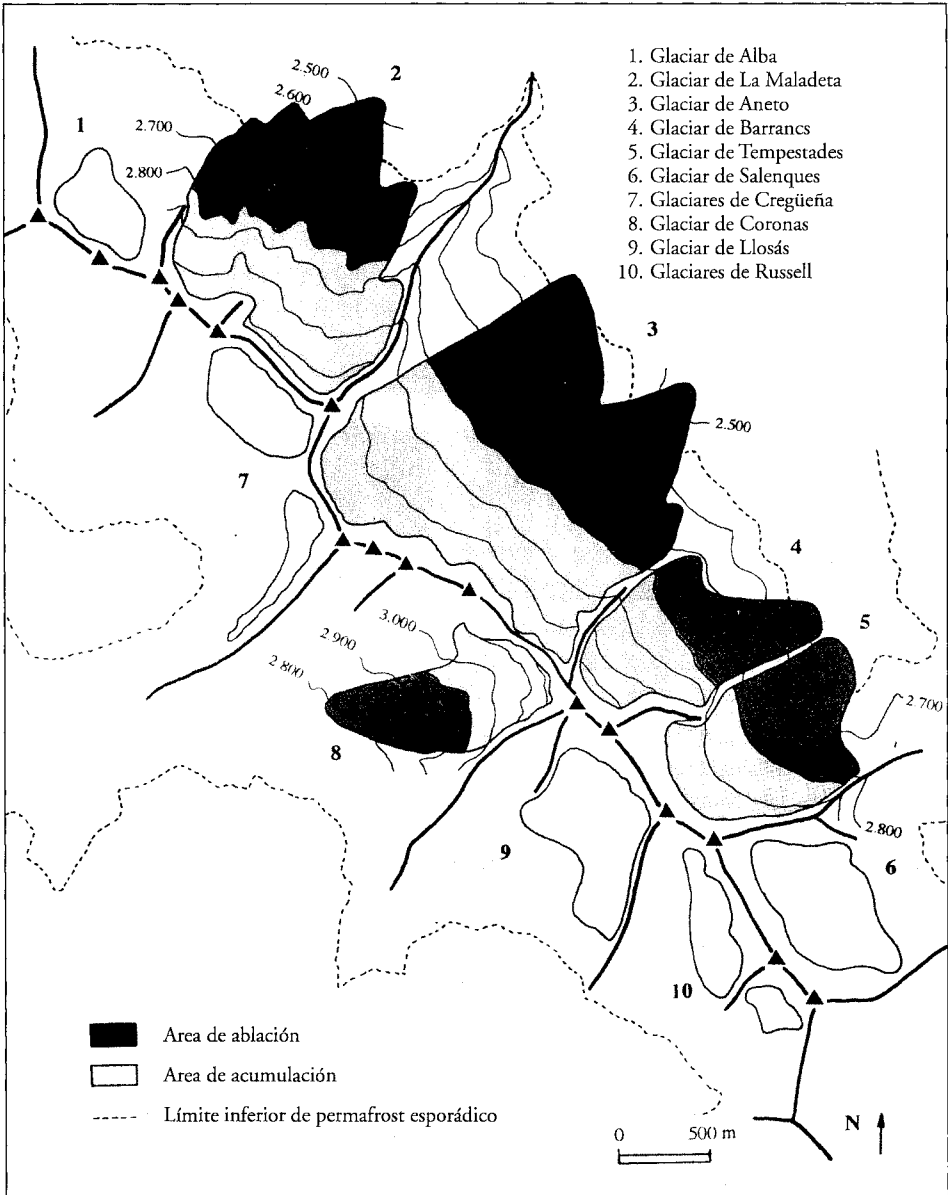 1. Glaciar de Alba
2. Glaciar de La Maladeta
3. Glaciar de Aneto
4. Glaciar de Barrancs
5. Glaciar de Tempestades
6. Glaciar de Salenques
7. Glaciares de Cregüeña
8. Glaciar de Coronas
9. Glaciar de Llosás
10. Glaciares de Russell
2
2.500
2.600
1
2.700
2.800
3
2.500
7
4
3.000
5
2.900
2.800
2.700
8
2.800
9
6
10
Area de ablación
Area de acumulación
Límite inferior de permafrost esporádico
N
0 500 m